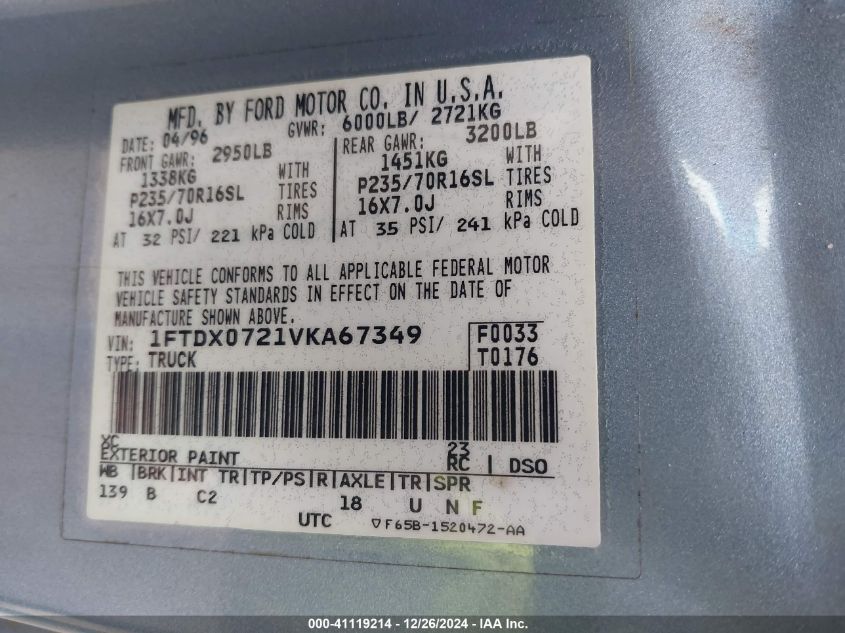 MFD. BY FORD MOTOR CO. IN U.S.A.
DATE: 04/96 GVWR: 6000LB/ 2721KG
FRONT GAWR: 2950LB REAR GAWR: 3200LB
1338KG WITH 1451KG WITH
P235/70R16SL TIRES P235/70R16SL TIRES
16X7.0J RIMS 16X7.0J RIMS
AT 32 PSI/ 221 kPa COLD AT 35 PSI/ 241 kPa COLD
THIS VEHICLE CONFORMS TO ALL APPLICABLE FEDERAL MOTOR
VEHICLE SAFETY STANDARDS IN EFFECT ON THE DATE OF
MANUFACTURE SHOWN ABOVE.
VIN: 1FTDX0721VKA67349 F0033
TYPE: TRUCK T0176
XC 23
EXTERIOR PAINT RC | DSO
WB |BRK|INT TR|TP/PS|R|AXLE|TR|SPR
139 B C2 18 U N F
UTC ▽F65B-1520472-AA
000-41119214 - 12/26/2024 - IAA Inc.